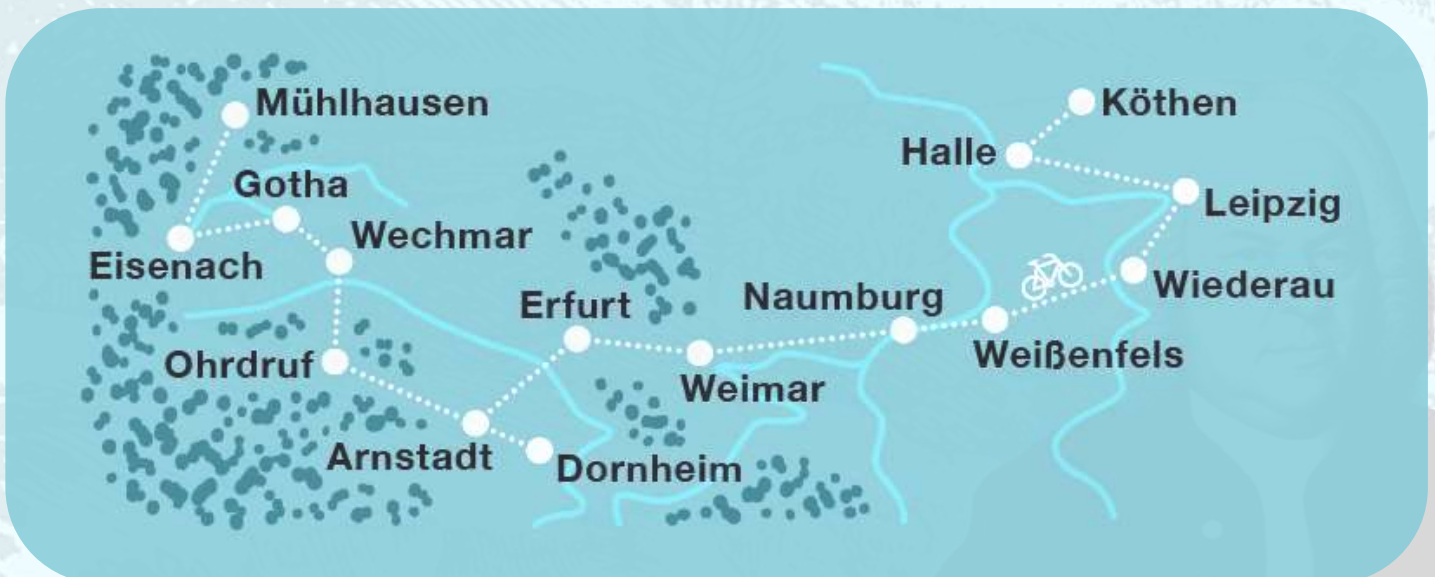 Mühlhausen
Köthen
Halle
Gotha
Leipzig
Wechmar
Eisenach
Wiederau
Naumburg
Erfurt
Weißenfels
Ohrdruf
Weimar
Arnstadt
Dornheim